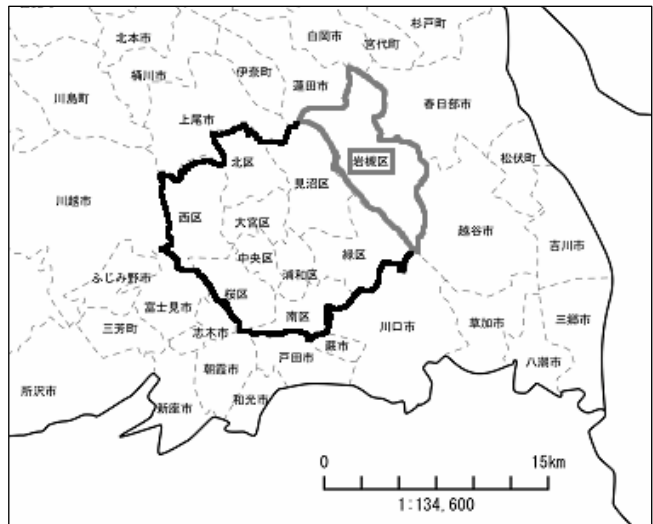 杉戸町
白岡市
宮代町
北本市
伊奈町
桶川市
蓮田市
川島町
春日部市
上尾市
松伏町
北区
岩槻区
見沼区
川越市
西区
大宮区
越谷市
吉川市
中央区
緑区
ふじみ野市
浦和区
桜区
富士見市
南区
三郷市
三芳町
志木市
川口市
草加市
蕨市
戸田市
八潮市
朝霞市
所沢市
和光市
新座市
0
15km
1:134,600